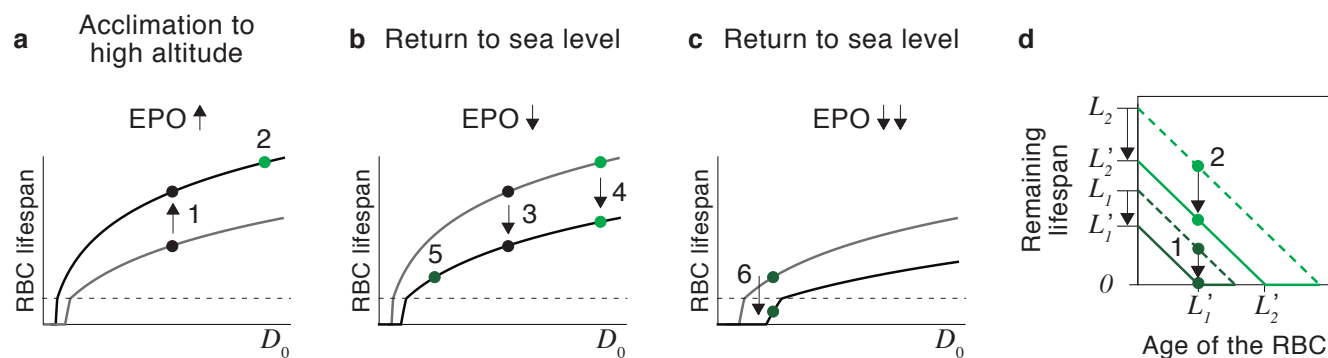 a
Acclimation to
high altitude
EPO ↑
2
1
RBC lifespan
D₀
b
Return to sea level
EPO ↓
3
4
5
RBC lifespan
D₀
c
Return to sea level
EPO ↓↓
6
RBC lifespan
D₀
d
L₂
L'₂
L₁
L'₁
0
2
1
Remaining
lifespan
L'₁
L'₂
Age of the RBC